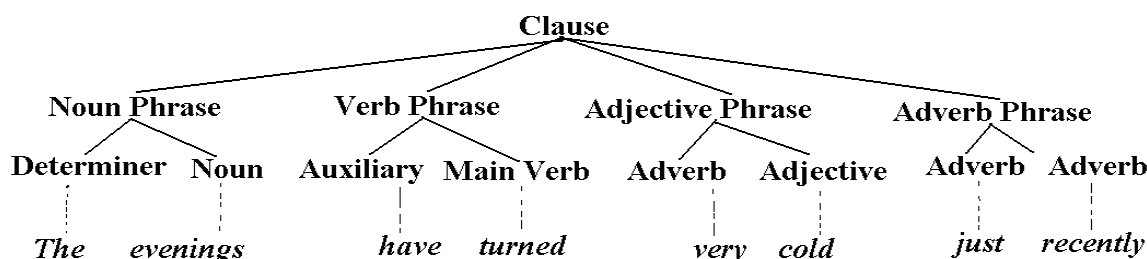 Clause
Noun Phrase Verb Phrase Adjective Phrase Adverb Phrase
Determiner Noun Auxiliary Main Verb Adverb Adjective Adverb Adverb
The evenings have turned very cold just recently